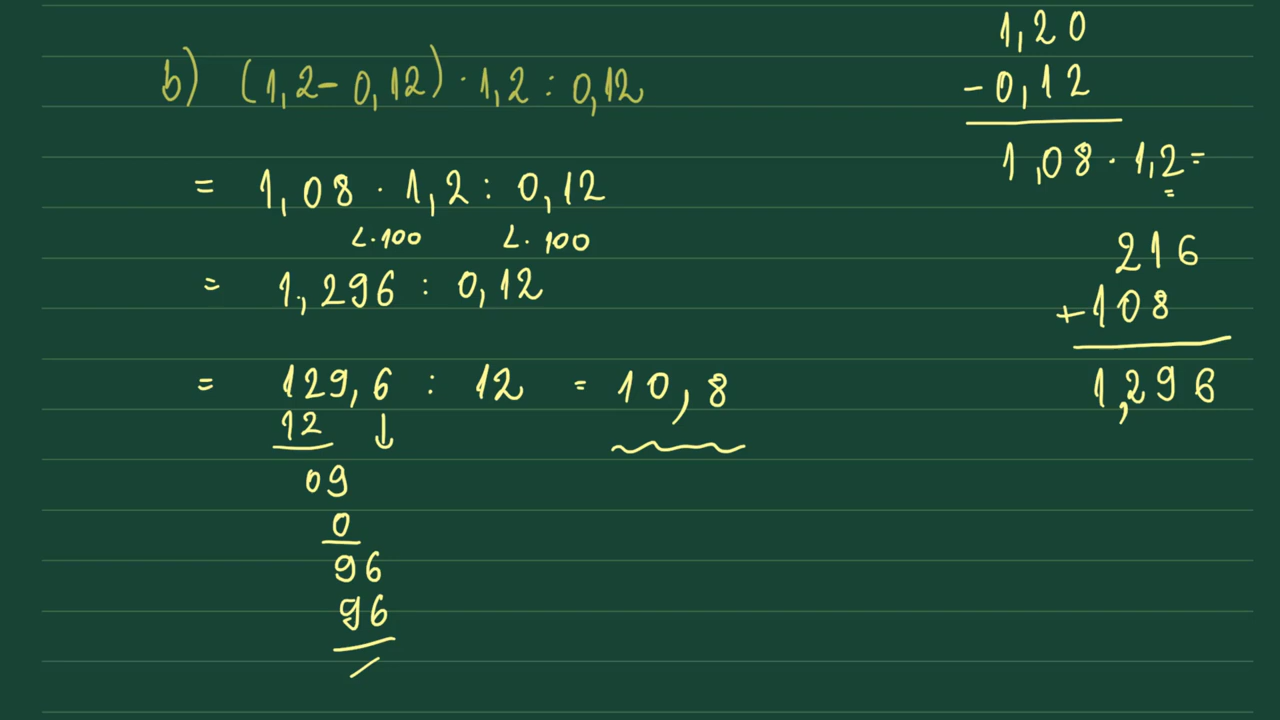 b) (1,2 - 0,12) · 1,2 : 0,12
= 1,08 · 1,2 : 0,12
∠·100 ∠·100
= 1,296 : 0,12
= 129,6 : 12 = 10,8
12 ↓
09
0
96
96
/
1,20
- 0,12
1,08 · 1,2 =
=
216
+ 108
1,296